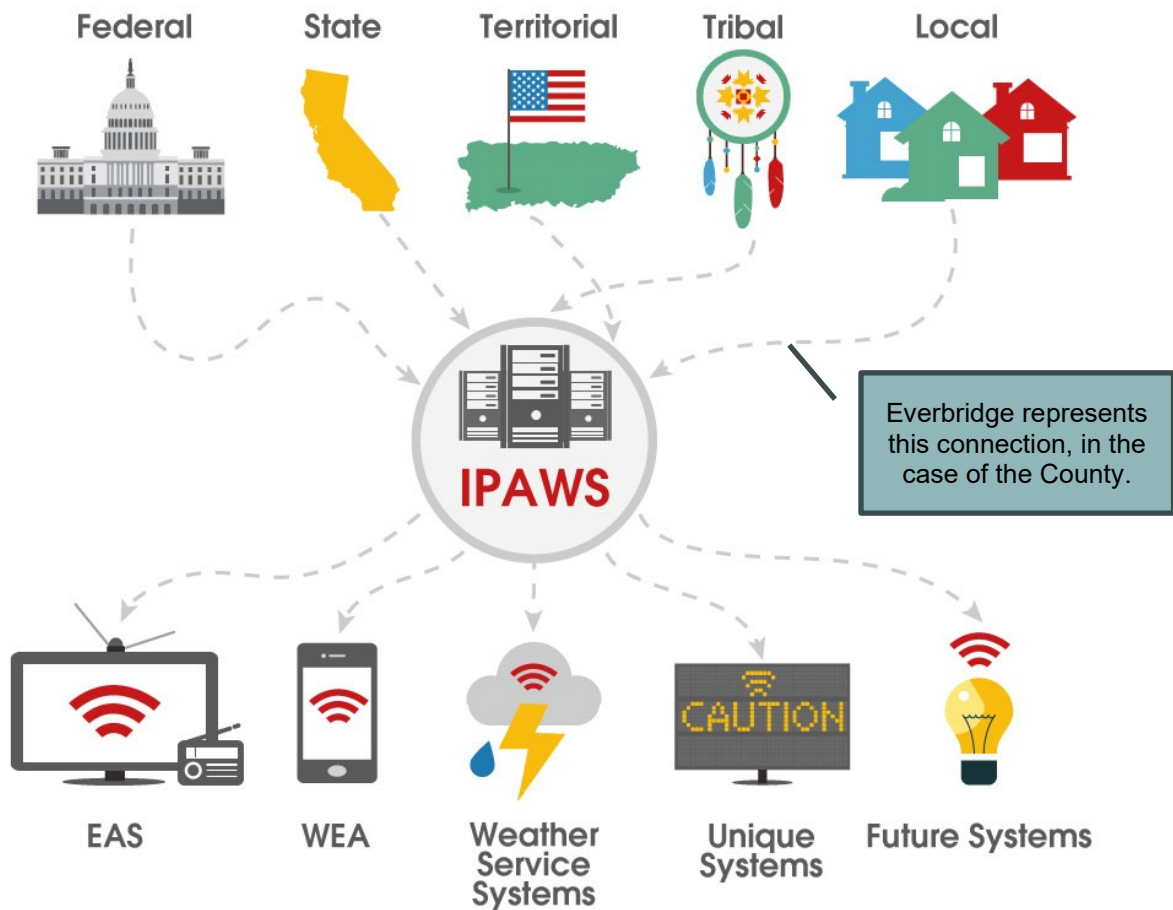 Federal
State
Territorial
Tribal
Local
IPAWS
Everbridge represents
this connection, in the
case of the County.
CAUTION
EAS
WEA
Weather
Service
Systems
Unique
Systems
Future Systems